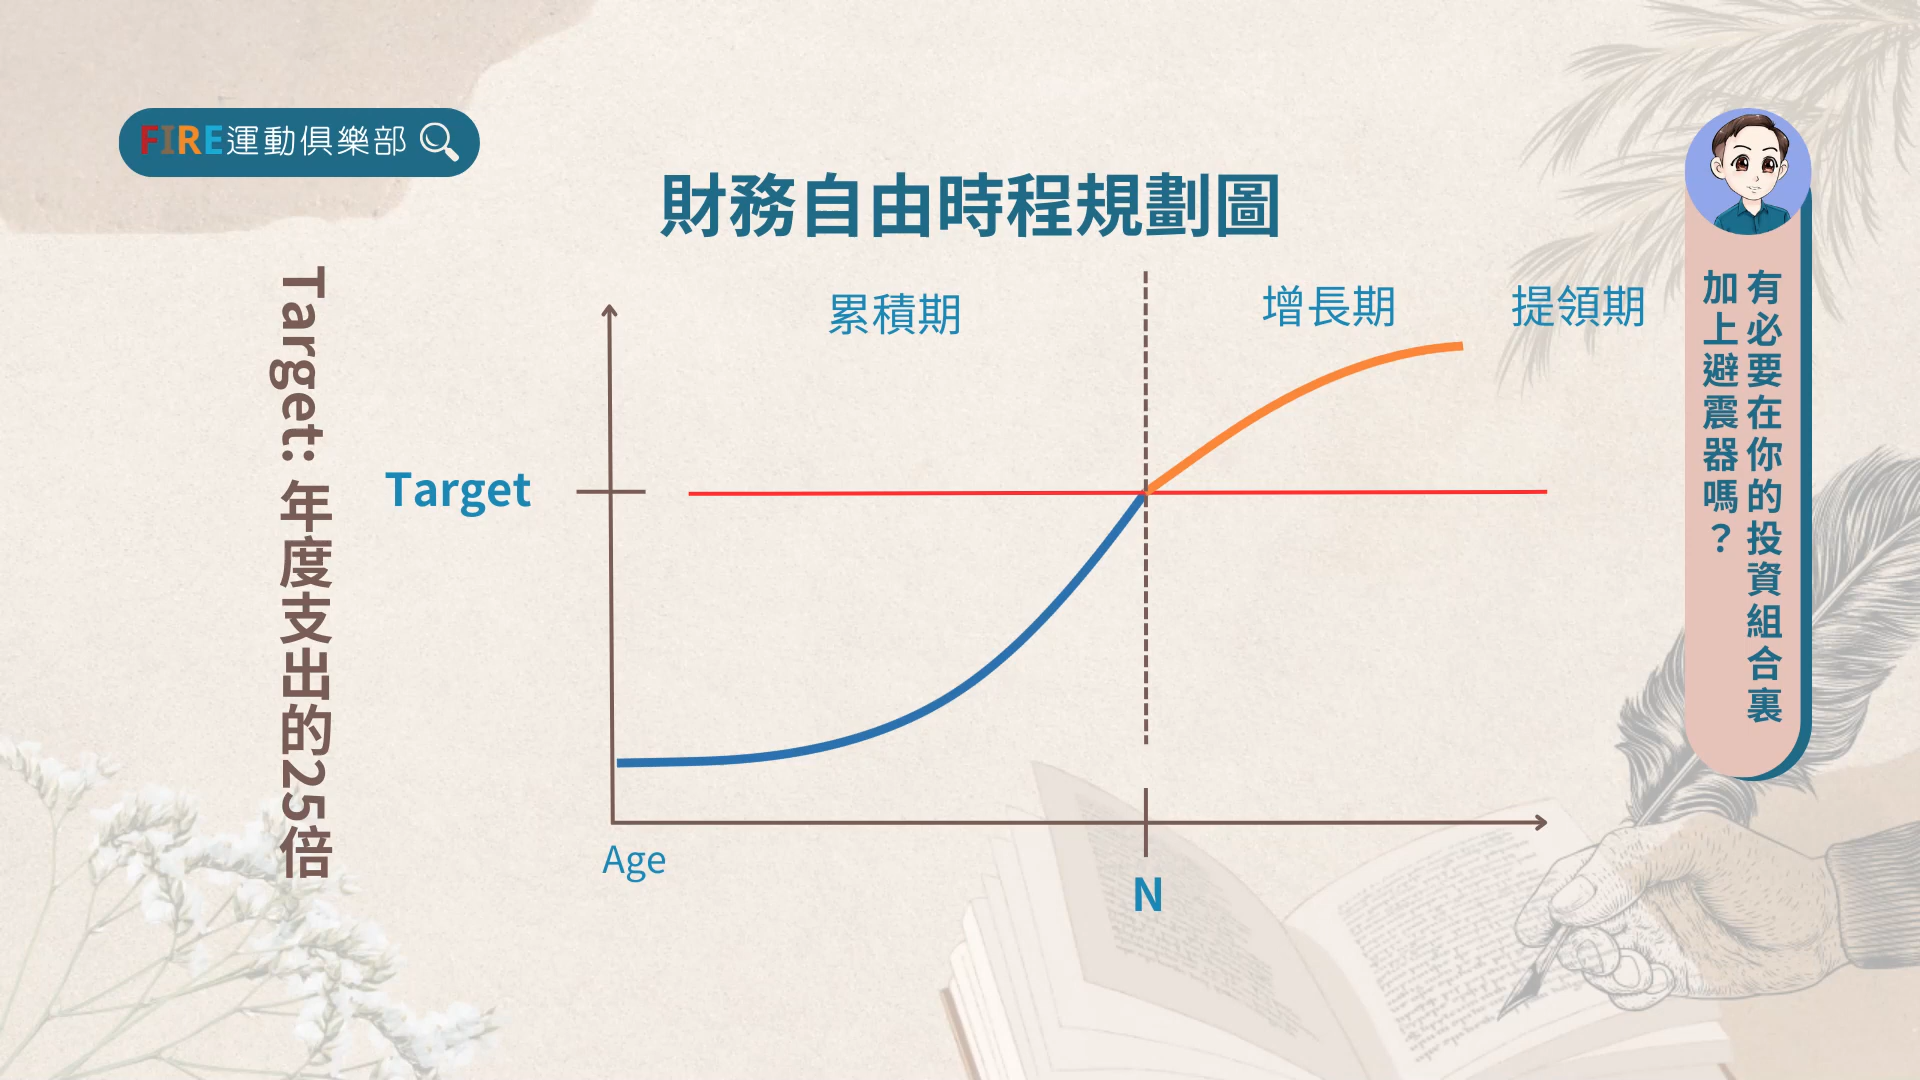 FIRE運動俱樂部
財務自由時程規劃圖
累積期
增長期
提領期
Target: 年度支出的25倍
Target
Age
N
有必要在你的投資組合裏
加上避震器嗎？